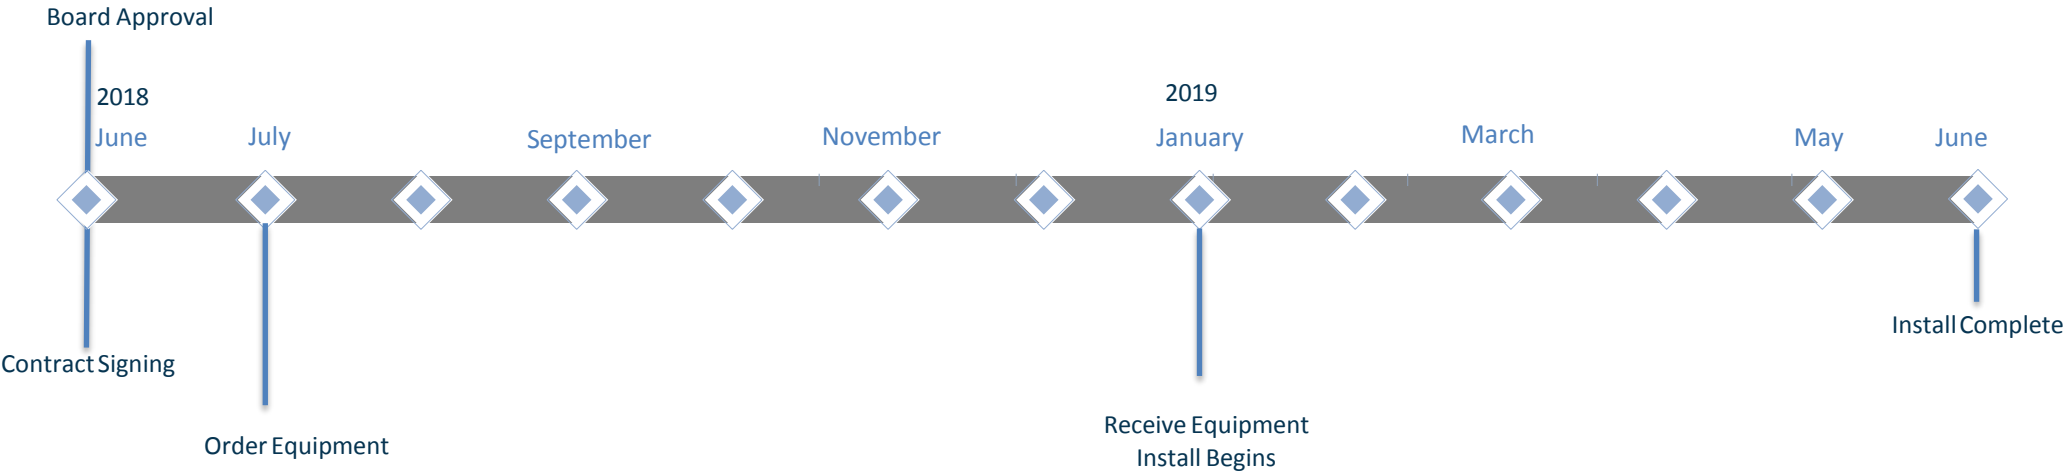 Board Approval
2018
2019
June July September November January March May June
Contract Signing
Install Complete
Order Equipment
Receive Equipment
Install Begins